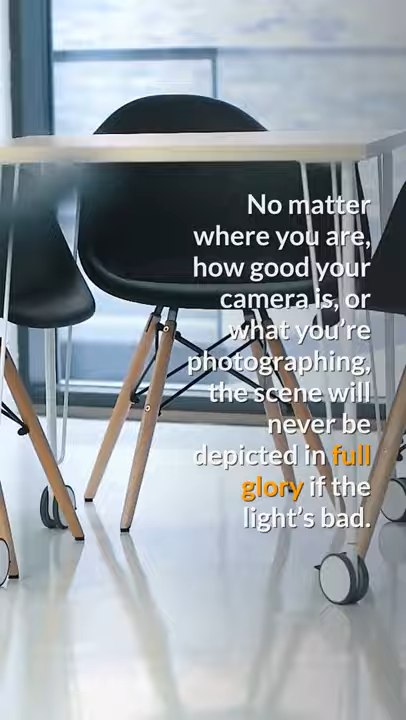 No matter
where you are,
how good your
camera is, or
what you're
photographing,
the scene will
never be
depicted in full
glory if the
light's bad.